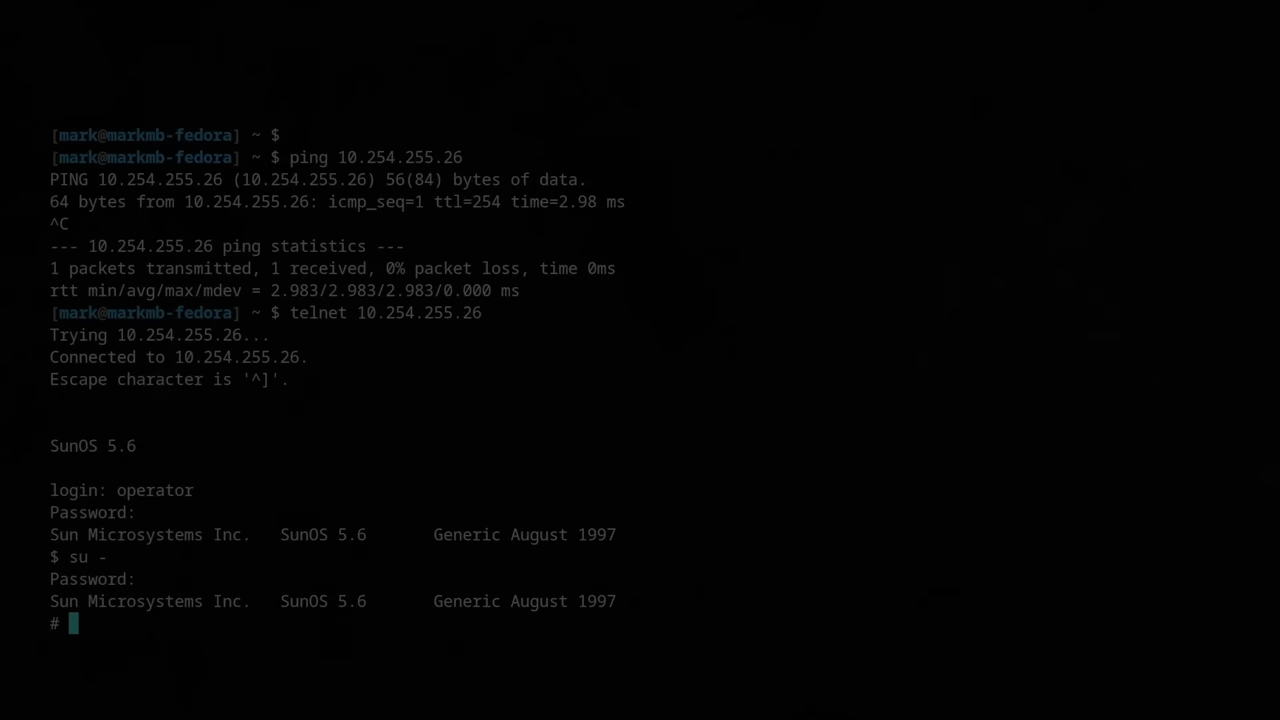 [mark@markmb-fedora] ~ $
[mark@markmb-fedora] ~ $ ping 10.254.255.26
PING 10.254.255.26 (10.254.255.26) 56(84) bytes of data.
64 bytes from 10.254.255.26: icmp_seq=1 ttl=254 time=2.98 ms
^C
--- 10.254.255.26 ping statistics ---
1 packets transmitted, 1 received, 0% packet loss, time 0ms
rtt min/avg/max/mdev = 2.983/2.983/2.983/0.000 ms
[mark@markmb-fedora] ~ $ telnet 10.254.255.26
Trying 10.254.255.26...
Connected to 10.254.255.26.
Escape character is '^]'.
SunOS 5.6
login: operator
Password:
Sun Microsystems Inc.   SunOS 5.6       Generic August 1997
$ su -
Password:
Sun Microsystems Inc.   SunOS 5.6       Generic August 1997
#